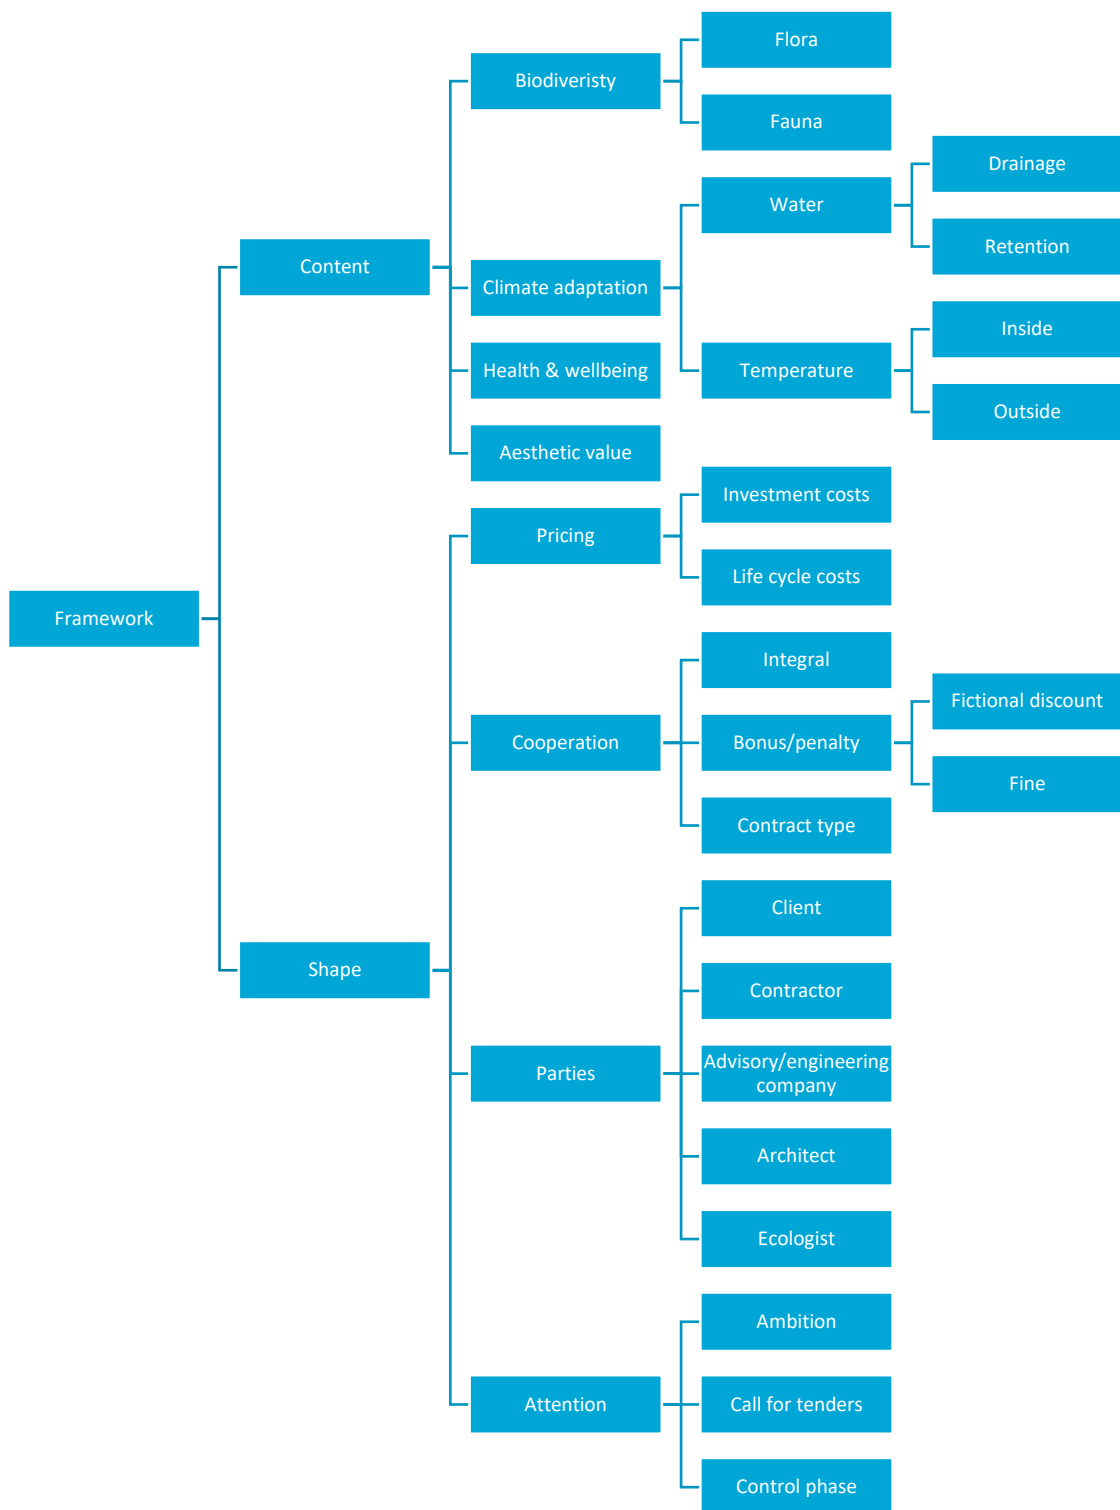 Framework
Content
Biodiveristy
Flora
Fauna
Climate adaptation
Water
Drainage
Retention
Temperature
Inside
Outside
Health & wellbeing
Aesthetic value
Shape
Pricing
Investment costs
Life cycle costs
Cooperation
Integral
Bonus/penalty
Fictional discount
Fine
Contract type
Parties
Client
Contractor
Advisory/engineering
company
Architect
Ecologist
Attention
Ambition
Call for tenders
Control phase